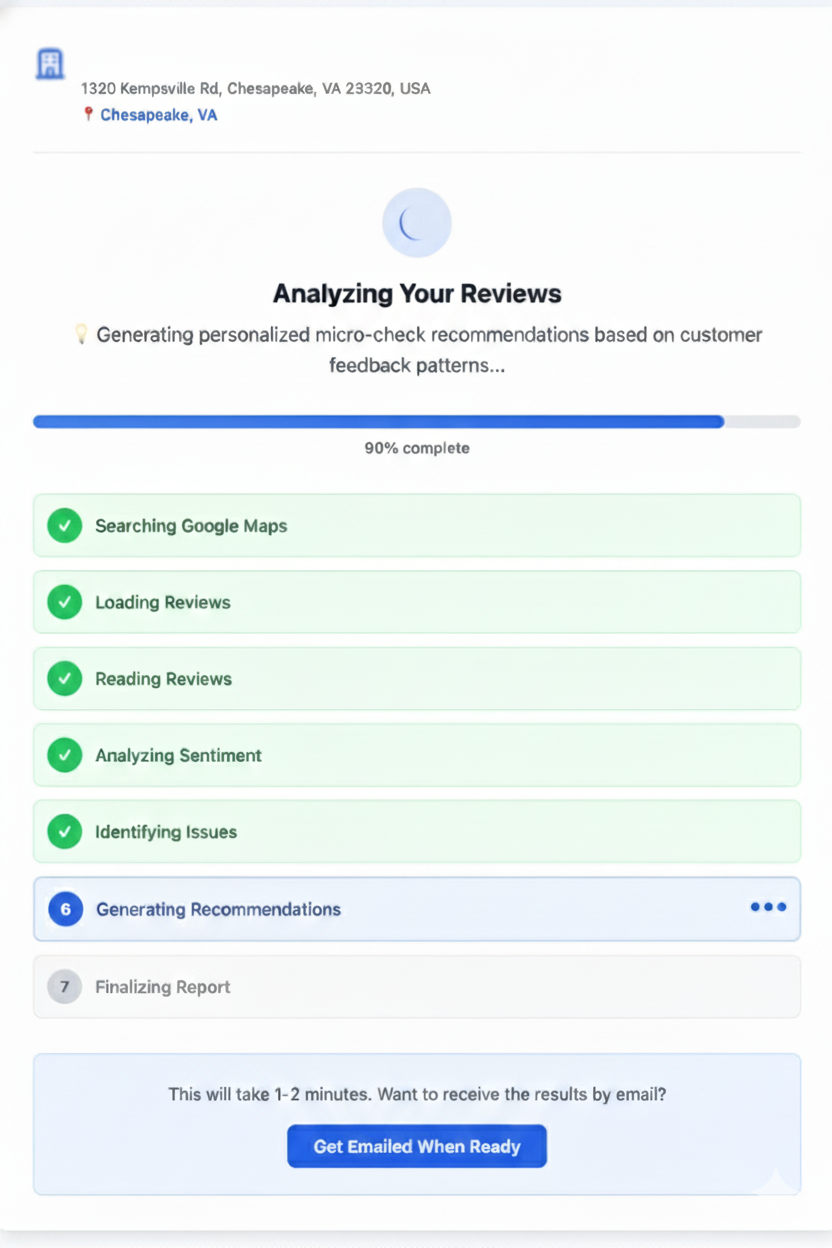 1320 Kempsville Rd, Chesapeake, VA 23320, USA
📍 Chesapeake, VA
Analyzing Your Reviews
💡 Generating personalized micro-check recommendations based on customer
feedback patterns...
90% complete
Searching Google Maps
Loading Reviews
Reading Reviews
Analyzing Sentiment
Identifying Issues
6 Generating Recommendations
7 Finalizing Report
This will take 1-2 minutes. Want to receive the results by email?
Get Emailed When Ready